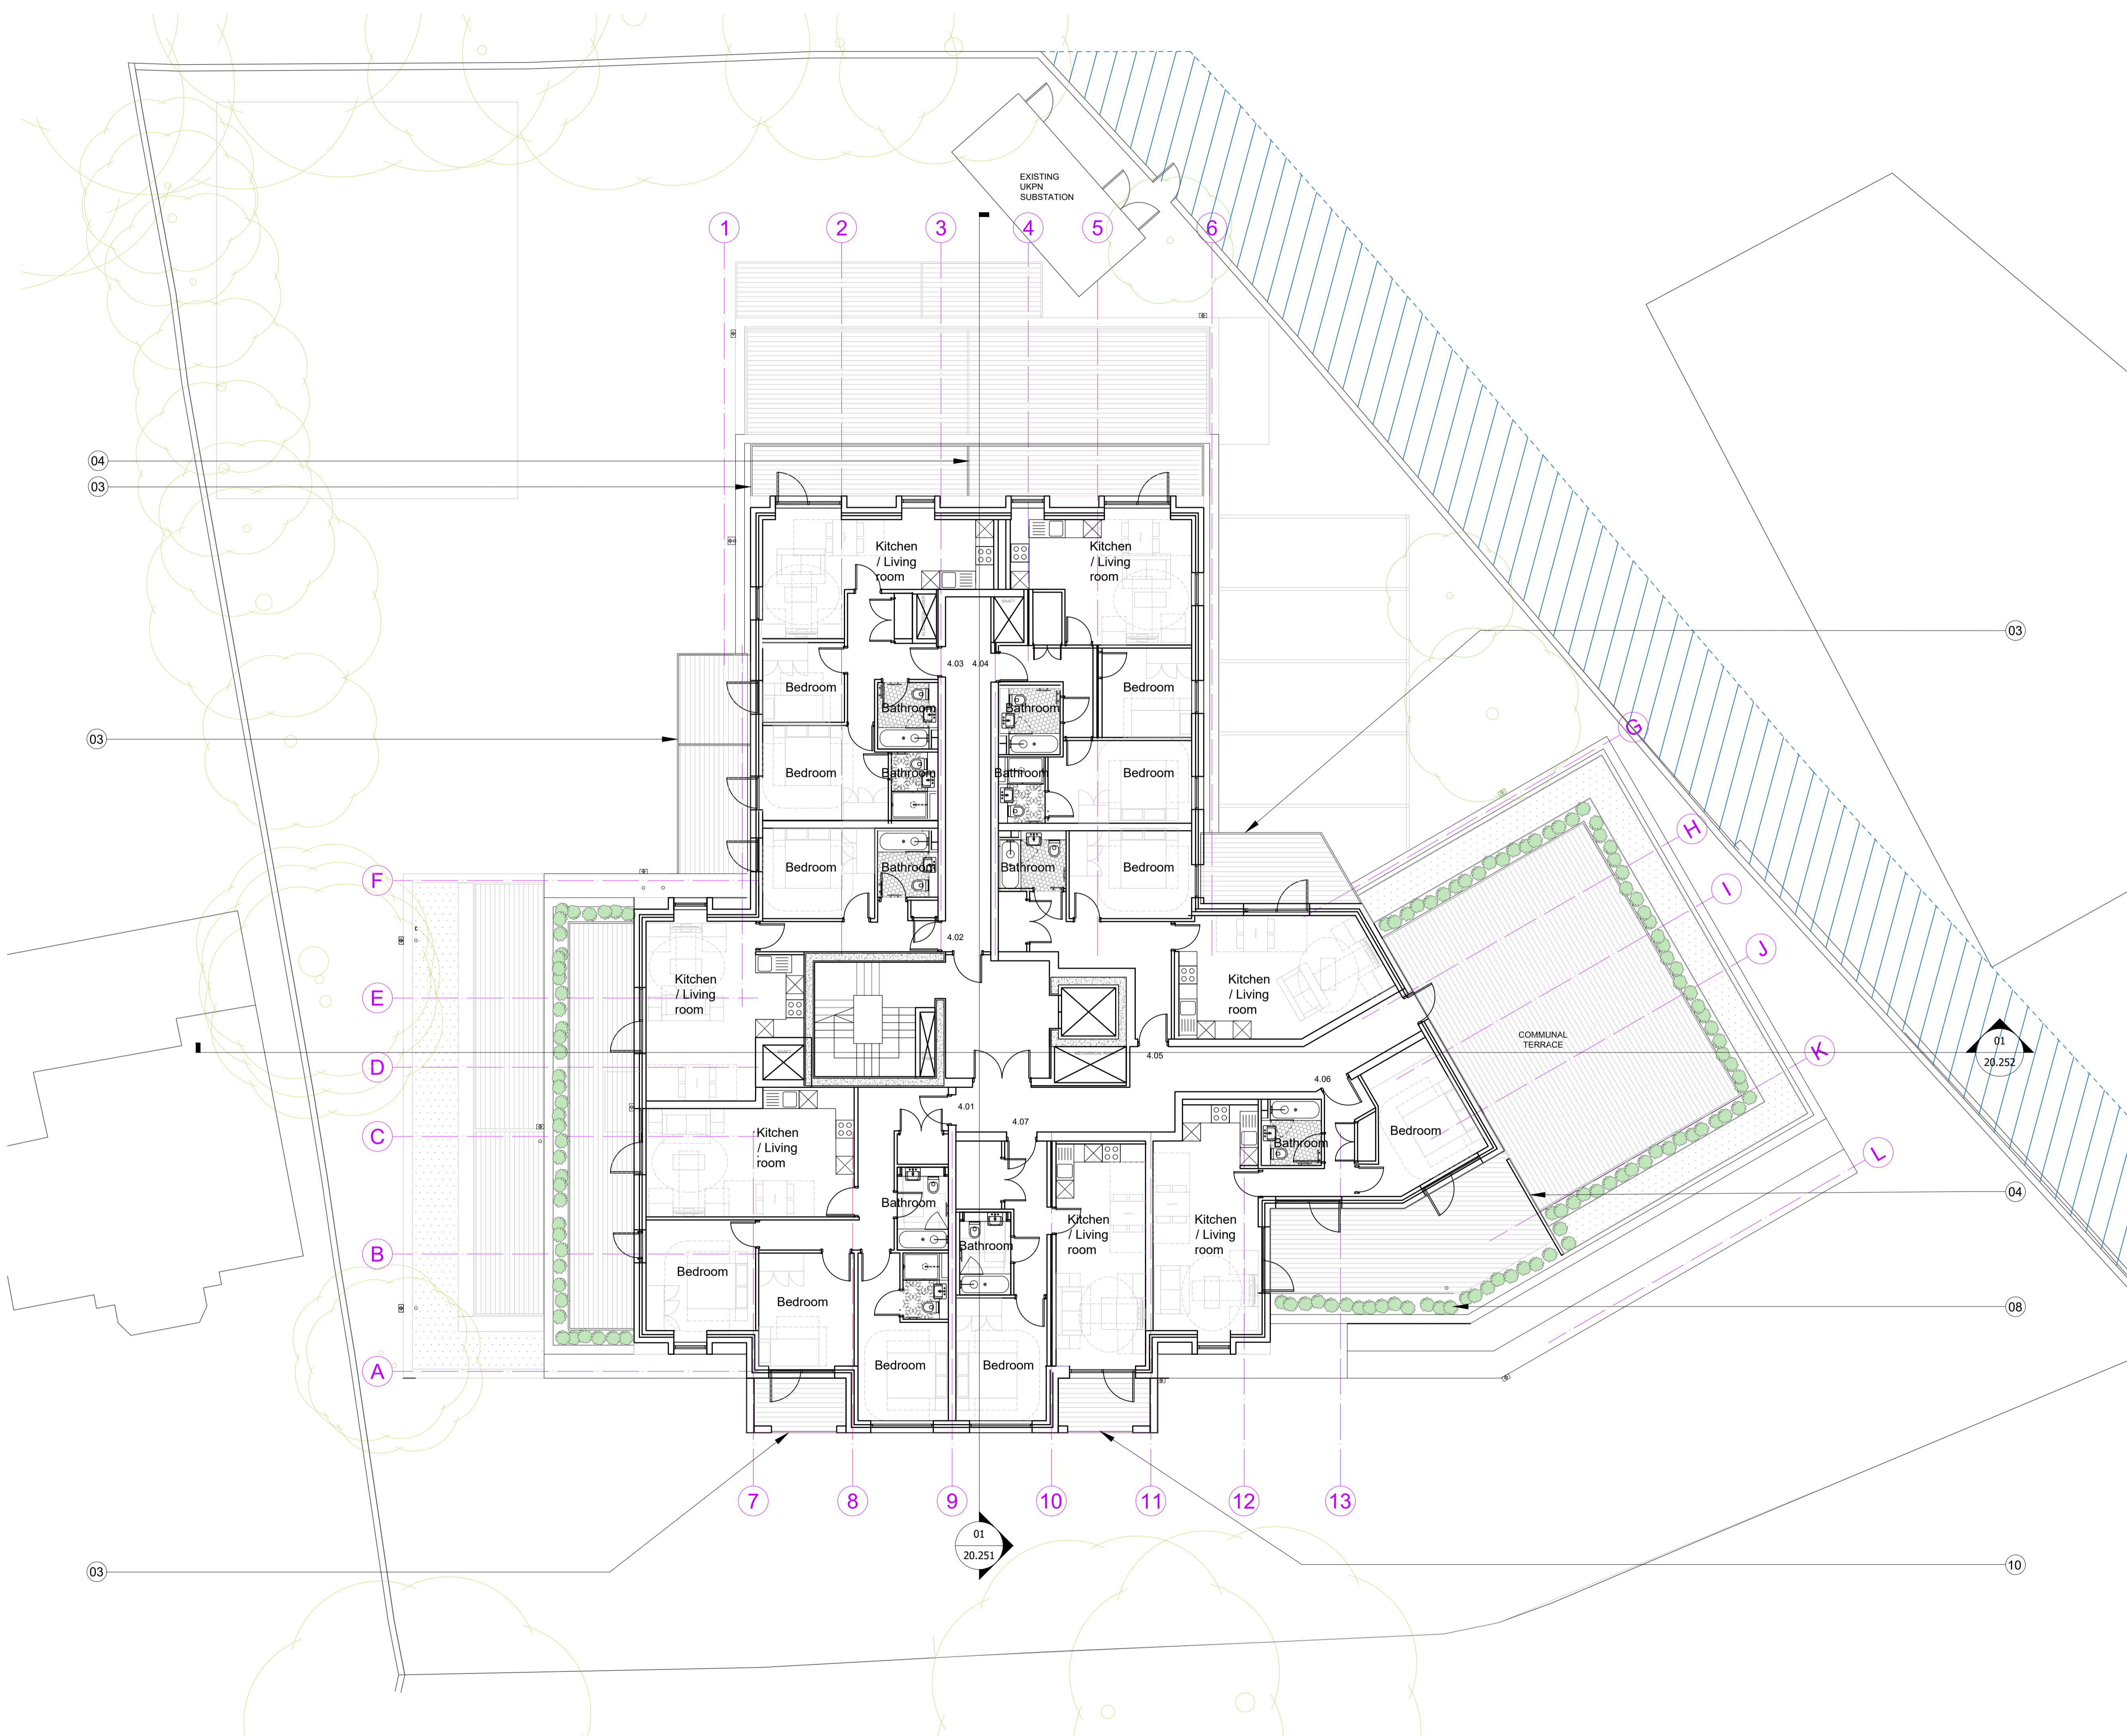 EXISTING
UKPN
SUBSTATION
1
2
3
4
5
6
04
03
Kitchen
/ Living
room
Kitchen
/ Living
room
SHAFT
03
4.03
4.04
Bedroom
Bathroom
Bathroom
Bedroom
G
03
Bedroom
Bathroom
Bathroom
Bedroom
H
F
Bedroom
Bathroom
Bathroom
Bedroom
I
4.02
J
E
Kitchen
/ Living
room
Kitchen
/ Living
room
COMMUNAL
TERRACE
01
20.252
K
D
SHAFT
4.05
4.06
4.01
4.07
C
Kitchen
/ Living
room
Bathroom
Bedroom
L
04
Bathroom
Kitchen
/ Living
room
Kitchen
/ Living
room
B
Bathroom
Bedroom
Bedroom
08
A
Bedroom
Bedroom
7
8
9
10
11
12
13
01
20.251
03
10